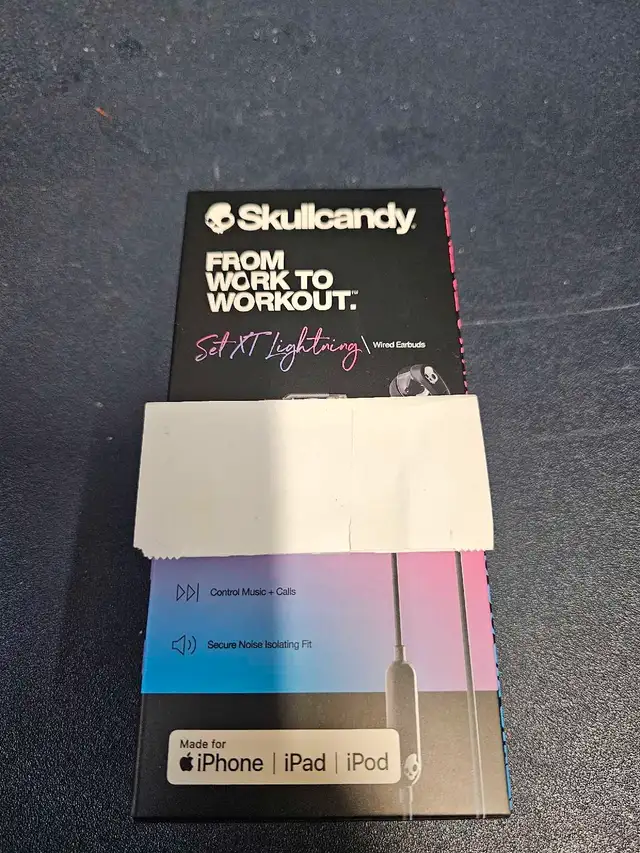 Skullcandy®
FROM
WORK TO
WORKOUT.™
Set XT Lightning \ Wired Earbuds
Control Music + Calls
Secure Noise Isolating Fit
Made for
iPhone | iPad | iPod